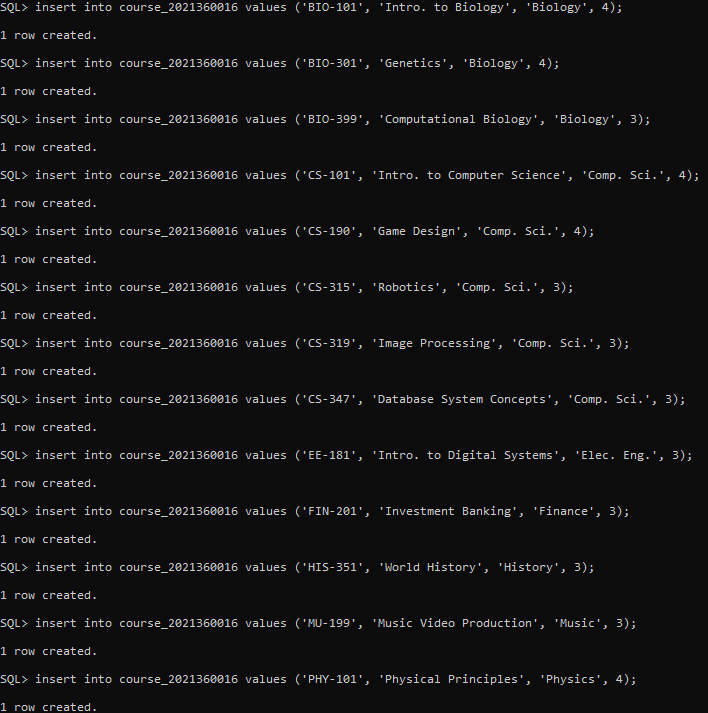 SQL> insert into course_2021360016 values ('BIO-101', 'Intro. to Biology', 'Biology', 4);
1 row created.
SQL> insert into course_2021360016 values ('BIO-301', 'Genetics', 'Biology', 4);
1 row created.
SQL> insert into course_2021360016 values ('BIO-399', 'Computational Biology', 'Biology', 3);
1 row created.
SQL> insert into course_2021360016 values ('CS-101', 'Intro. to Computer Science', 'Comp. Sci.', 4);
1 row created.
SQL> insert into course_2021360016 values ('CS-190', 'Game Design', 'Comp. Sci.', 4);
1 row created.
SQL> insert into course_2021360016 values ('CS-315', 'Robotics', 'Comp. Sci.', 3);
1 row created.
SQL> insert into course_2021360016 values ('CS-319', 'Image Processing', 'Comp. Sci.', 3);
1 row created.
SQL> insert into course_2021360016 values ('CS-347', 'Database System Concepts', 'Comp. Sci.', 3);
1 row created.
SQL> insert into course_2021360016 values ('EE-181', 'Intro. to Digital Systems', 'Elec. Eng.', 3);
1 row created.
SQL> insert into course_2021360016 values ('FIN-201', 'Investment Banking', 'Finance', 3);
1 row created.
SQL> insert into course_2021360016 values ('HIS-351', 'World History', 'History', 3);
1 row created.
SQL> insert into course_2021360016 values ('MU-199', 'Music Video Production', 'Music', 3);
1 row created.
SQL> insert into course_2021360016 values ('PHY-101', 'Physical Principles', 'Physics', 4);
1 row created.